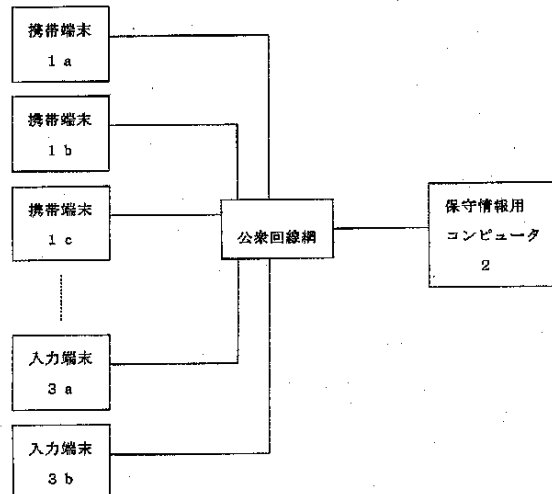 携帯端末
1 a
携帯端末
1 b
携帯端末
1 c
入力端末
3 a
入力端末
3 b
公衆回線網
保守情報用
コンピュータ
2